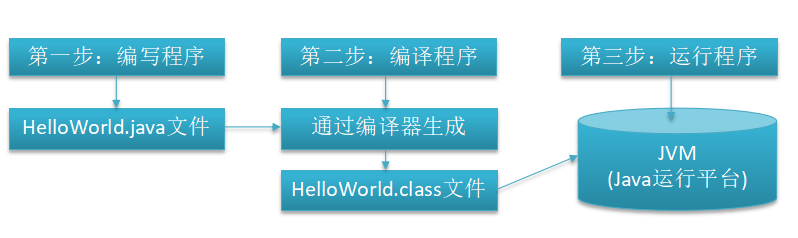 第一步：编写程序
第二步：编译程序
第三步：运行程序
HelloWorld.java文件
通过编译器生成
HelloWorld.class文件
JVM
(Java运行平台)